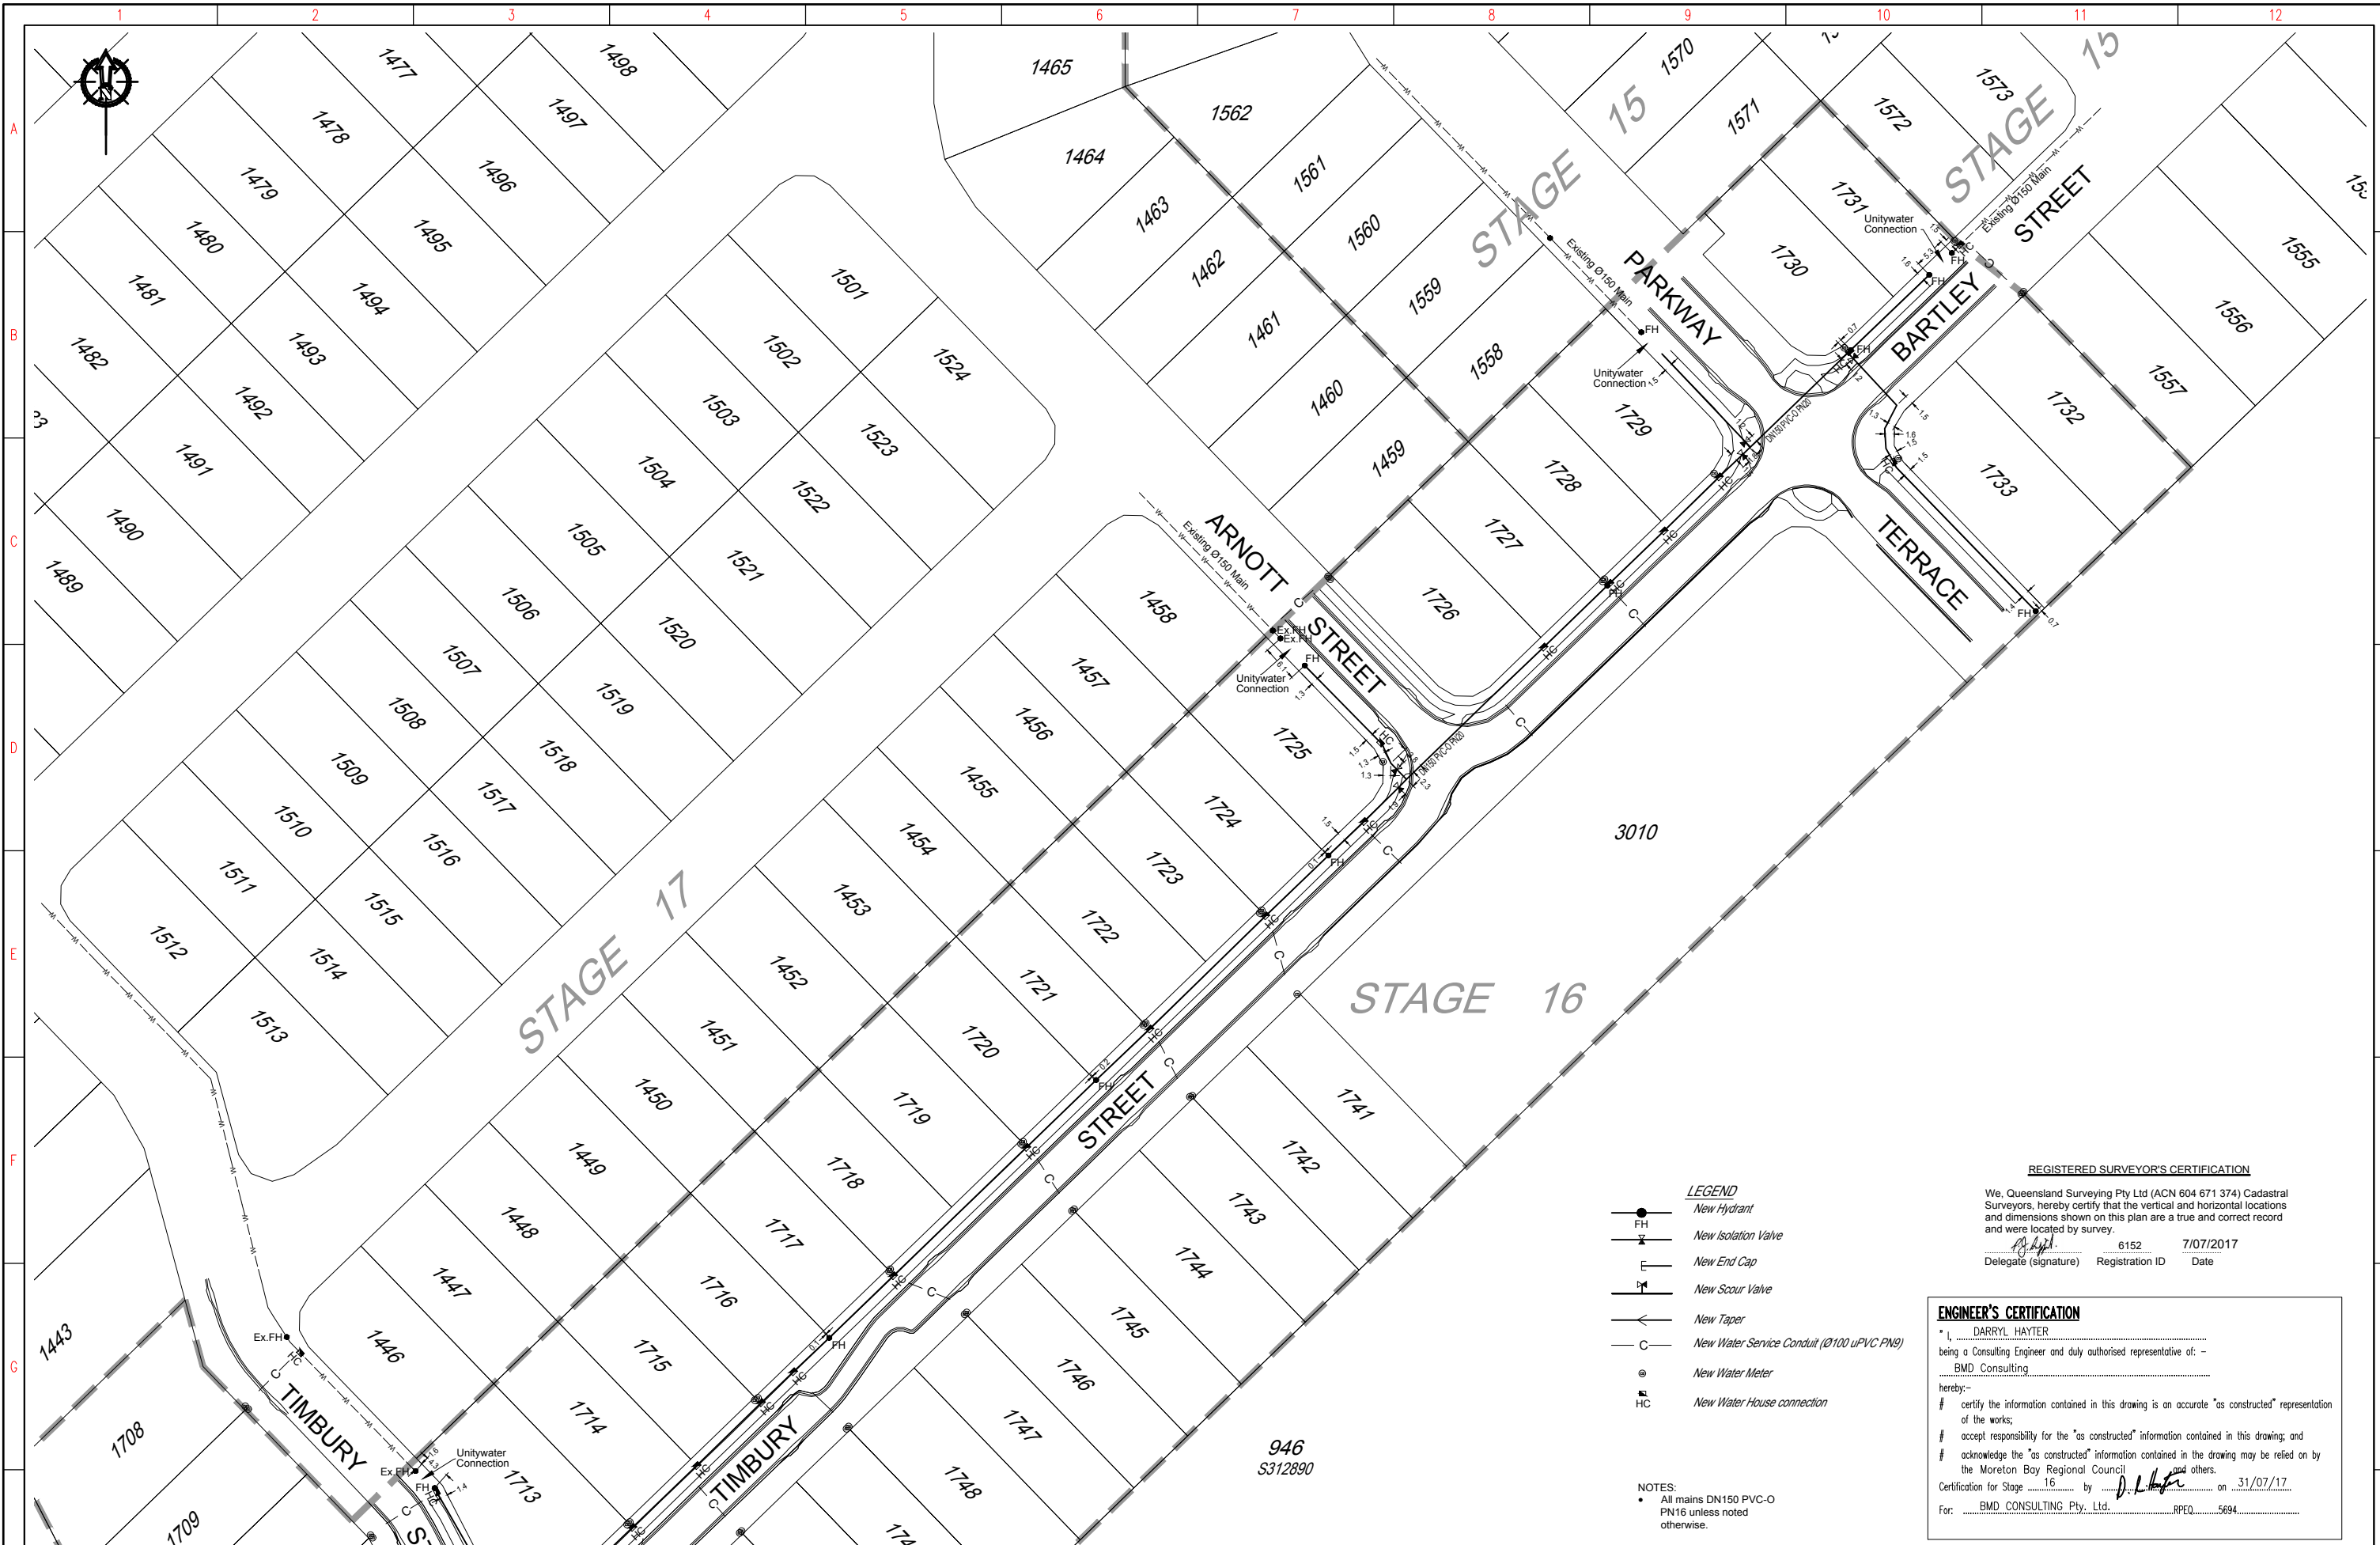 1 2 3 4 5 6 7 8 9 10 11 12
A
B
C
D
E
F
G
N
1477
1498
1478
1497
1479
1496
1480
1495
1481
1494
1482
1493
1492
1491
1490
1489
1465
1464
1463
1462
1461
1460
1459
1562
1561
1560
1559
1558
1570
1571
1572
1573
STAGE 15
STAGE 15
1731
1730
1729
1728
1727
1726
1555
1556
1557
1732
1733
1501
1502
1503
1504
1505
1506
1507
1508
1509
1510
1511
1512
1524
1523
1522
1521
1520
1519
1518
1517
1516
1515
1514
1513
1458
1457
1456
1455
1454
1453
1452
1451
1450
1449
1448
1447
1446
1725
1724
1723
1722
1721
1720
1719
1718
1717
1716
1715
1714
1713
STAGE 17
STAGE 16
3010
1741
1742
1743
1744
1745
1746
1747
1748
1443
1708
1709
946
S312890
PARKWAY
BARTLEY STREET
TERRACE
ARNOTT STREET
TIMBURY STREET
TIMBURY
Existing Ø150 Main
Existing Ø150 Main
Existing Ø150 Main
Unitywater
Connection
Unitywater
Connection
Unitywater
Connection
Unitywater
Connection
DN150 PVC-O PN20
DN150 PVC-O PN20
Ex.FH
Ex.FH
Ex.FH
Ex.FH
LEGEND
New Hydrant
FH
New Isolation Valve
New End Cap
New Scour Valve
New Taper
C New Water Service Conduit (Ø100 uPVC PN9)
New Water Meter
HC New Water House connection
NOTES:
• All mains DN150 PVC-O
PN16 unless noted
otherwise.
REGISTERED SURVEYOR'S CERTIFICATION
We, Queensland Surveying Pty Ltd (ACN 604 671 374) Cadastral
Surveyors, hereby certify that the vertical and horizontal locations
and dimensions shown on this plan are a true and correct record
and were located by survey.
6152 7/07/2017
Delegate (signature) Registration ID Date
ENGINEER'S CERTIFICATION
* I, DARRYL HAYTER
being a Consulting Engineer and duly authorised representative of: -
BMD Consulting
hereby:-
# certify the information contained in this drawing is an accurate "as constructed" representation
of the works;
# accept responsibility for the "as constructed" information contained in this drawing; and
# acknowledge the "as constructed" information contained in the drawing may be relied on by
the Moreton Bay Regional Council and others.
Certification for Stage 16 by D. L. Hayter on 31/07/17
For: BMD CONSULTING Pty. Ltd. RPEQ 5694